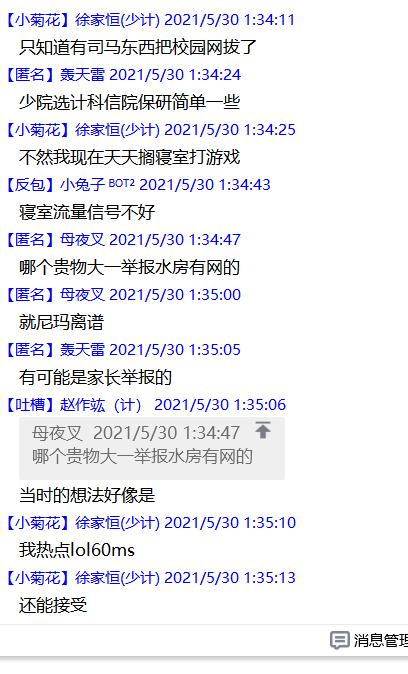 【小菊花】徐家恒(少计) 2021/5/30 1:34:11
只知道有司马东西把校园网拔了
【匿名】轰天雷 2021/5/30 1:34:24
少院选计科信院保研简单一些
【小菊花】徐家恒(少计) 2021/5/30 1:34:25
不然我现在天天搁寝室打游戏
【反包】小兔子 BOT2 2021/5/30 1:34:43
寝室流量信号不好
【匿名】母夜叉 2021/5/30 1:34:47
哪个贵物大一举报水房有网的
【匿名】母夜叉 2021/5/30 1:35:00
就尼玛离谱
【匿名】轰天雷 2021/5/30 1:35:05
有可能是家长举报的
【吐槽】赵作竑（计） 2021/5/30 1:35:06
母夜叉 2021/5/30 1:34:47
哪个贵物大一举报水房有网的
当时的想法好像是
【小菊花】徐家恒(少计) 2021/5/30 1:35:10
我热点lol60ms
【小菊花】徐家恒(少计) 2021/5/30 1:35:13
还能接受
消息管理